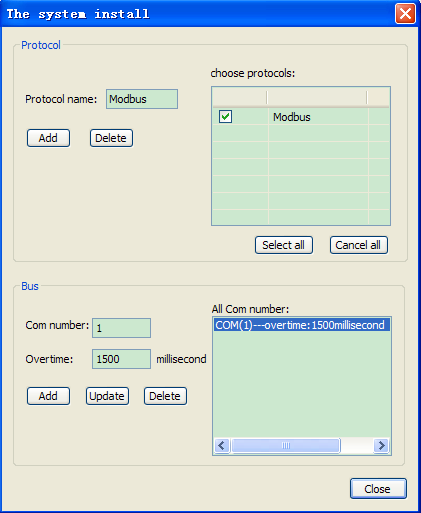 The system install
Protocol
choose protocols:
Protocol name: Modbus
Modbus
Add Delete
Select all Cancel all
Bus
All Com number:
Com number: 1
COM(1)---overtime:1500millisecond
Overtime: 1500 millisecond
Add Update Delete
Close